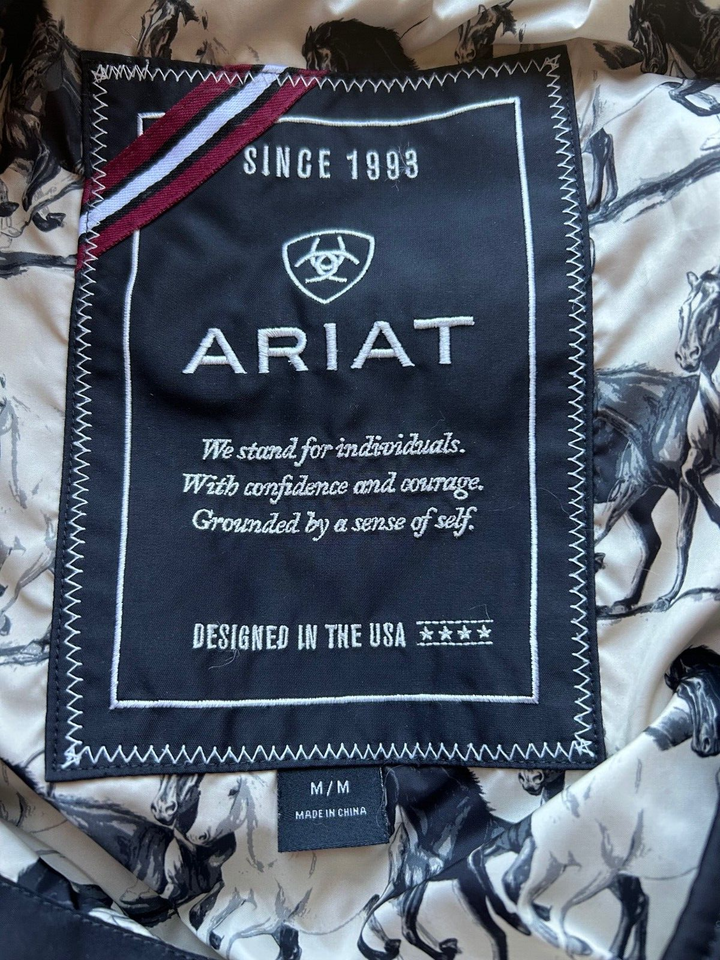 SINCE 1993
ARIAT
We stand for individuals.
With confidence and courage.
Grounded by a sense of self.
DESIGNED IN THE USA
M/M
MADE IN CHINA